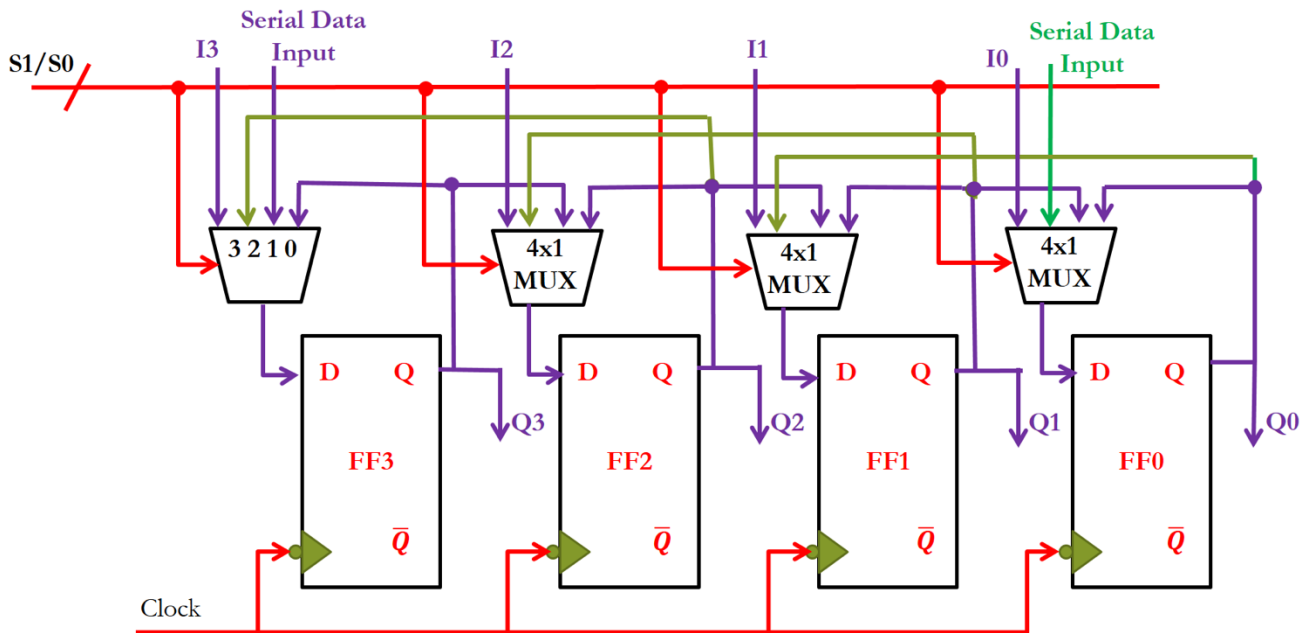 Serial Data
Input
Serial Data
Input
I3
I2
I1
I0
S1/S0
3 2 1 0
4x1
MUX
4x1
MUX
4x1
MUX
D Q
D Q
D Q
D Q
Q3
Q2
Q1
Q0
FF3
FF2
FF1
FF0
Q̅
Q̅
Q̅
Q̅
Clock